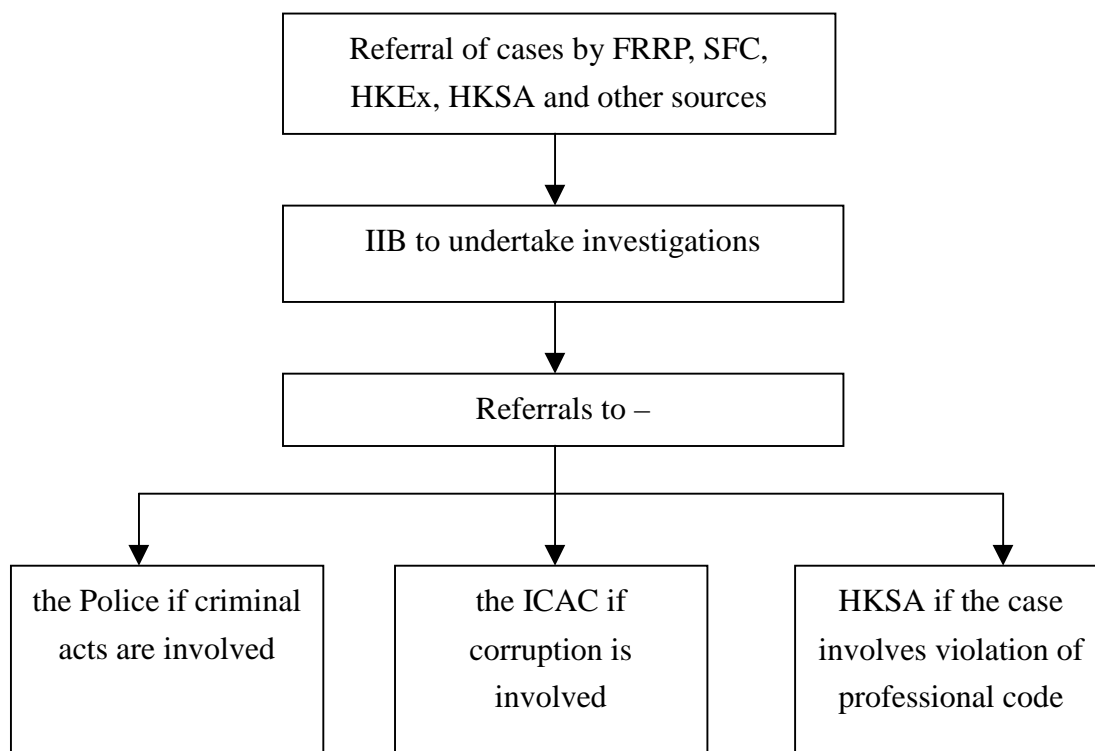 Referral of cases by FRRP, SFC,
HKEx, HKSA and other sources
IIB to undertake investigations
Referrals to –
the Police if criminal
acts are involved
the ICAC if
corruption is
involved
HKSA if the case
involves violation of
professional code